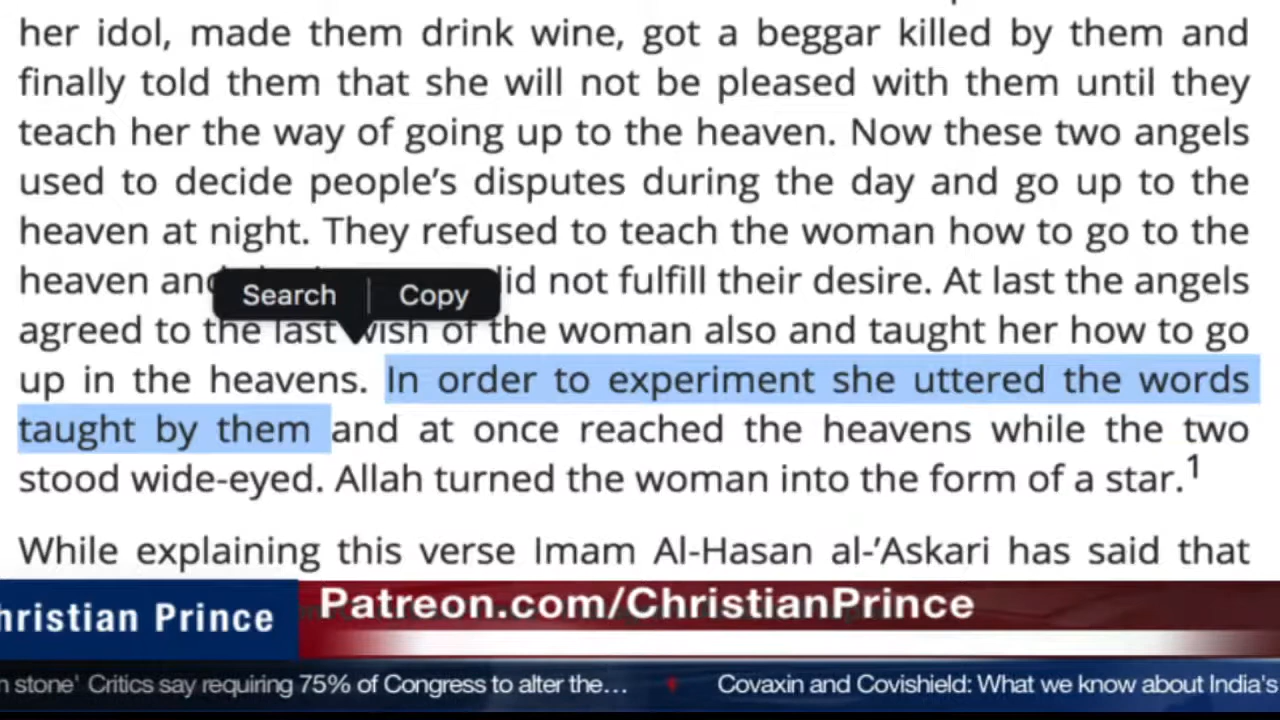 her idol, made them drink wine, got a beggar killed by them and
finally told them that she will not be pleased with them until they
teach her the way of going up to the heaven. Now these two angels
used to decide people's disputes during the day and go up to the
heaven at night. They refused to teach the woman how to go to the
heaven and did not fulfill their desire. At last the angels
Search Copy
agreed to the last wish of the woman also and taught her how to go
up in the heavens. In order to experiment she uttered the words
taught by them and at once reached the heavens while the two
stood wide-eyed. Allah turned the woman into the form of a star.1
While explaining this verse Imam Al-Hasan al-'Askari has said that
hristian Prince
Patreon.com/ChristianPrince
n stone' Critics say requiring 75% of Congress to alter the...
Covaxin and Covishield: What we know about India's